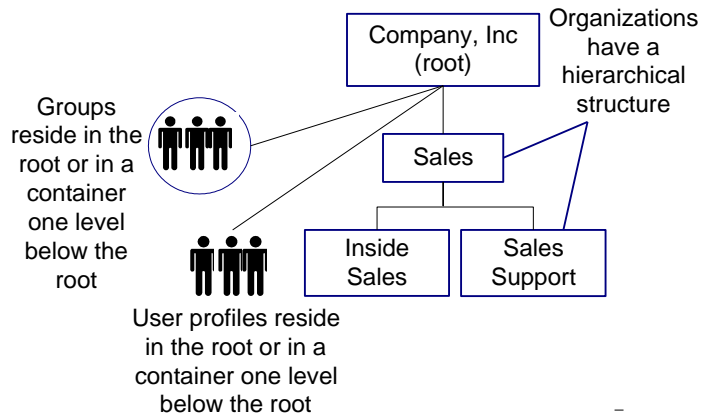 Company, Inc
(root)
Organizations
have a
hierarchical
structure
Groups
reside in the
root or in a
container
one level
below the
root
Sales
Inside
Sales
Sales
Support
User profiles reside
in the root or in a
container one level
below the root